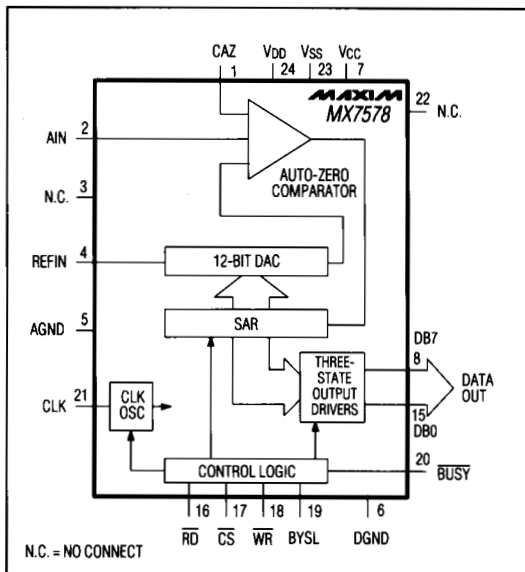 CAZ VDD VSS VCC
1 24 23 7
MAXIM
MX7578
22
N.C.
2
AIN
AUTO-ZERO
COMPARATOR
3
N.C.
4
REFIN
12-BIT DAC
5
AGND
SAR
DB7
8
THREE-
STATE
OUTPUT
DRIVERS
DATA
OUT
21
CLK
CLK
OSC
15
DB0
20
BUSY
CONTROL LOGIC
16 17 18 19 6
RD CS WR BYSL DGND
N.C. = NO CONNECT